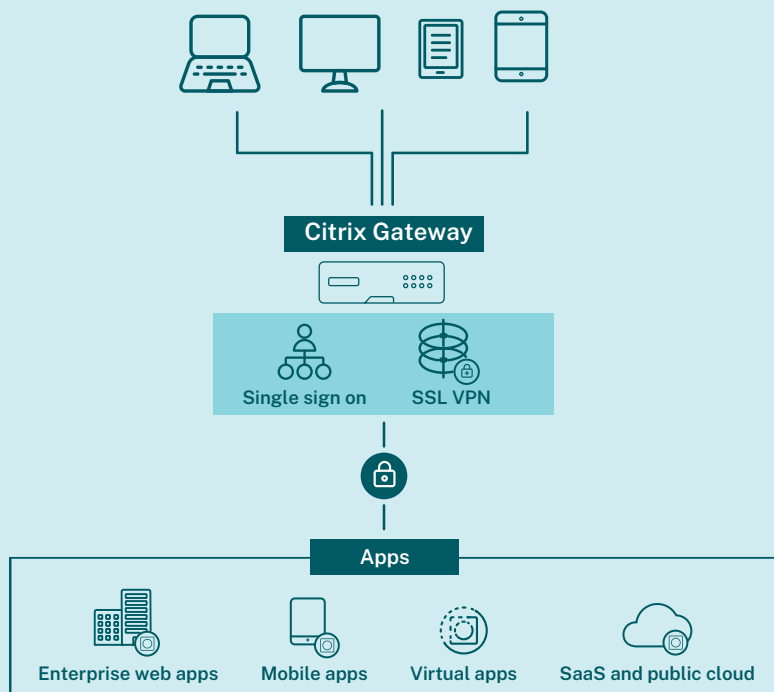 Citrix Gateway
Single sign on
SSL VPN
Apps
Enterprise web apps
Mobile apps
Virtual apps
SaaS and public cloud